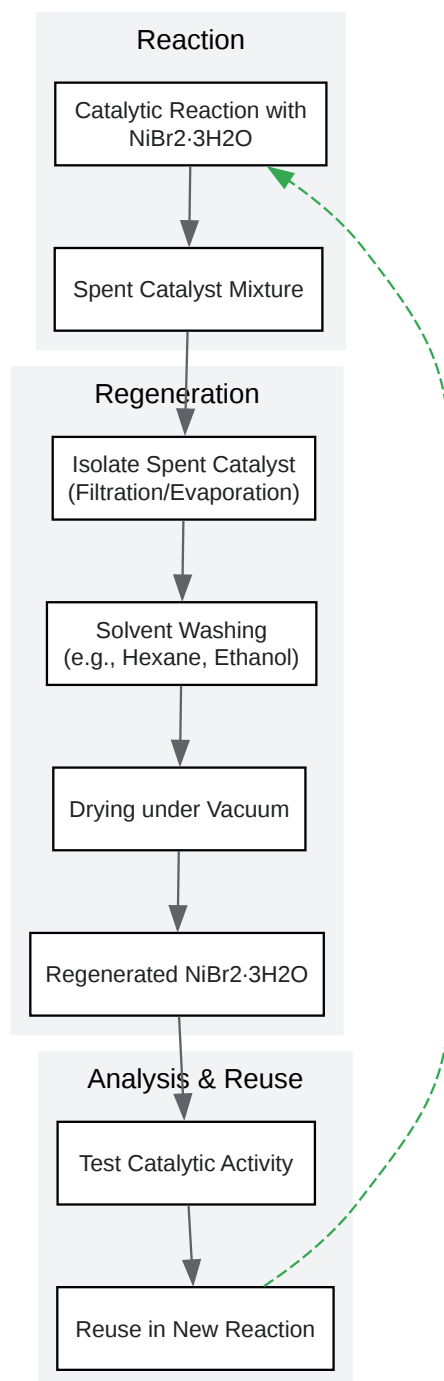 Reaction
Catalytic Reaction with
NiBr2·3H2O
Spent Catalyst Mixture
Regeneration
Isolate Spent Catalyst
(Filtration/Evaporation)
Solvent Washing
(e.g., Hexane, Ethanol)
Drying under Vacuum
Regenerated NiBr2·3H2O
Analysis & Reuse
Test Catalytic Activity
Reuse in New Reaction